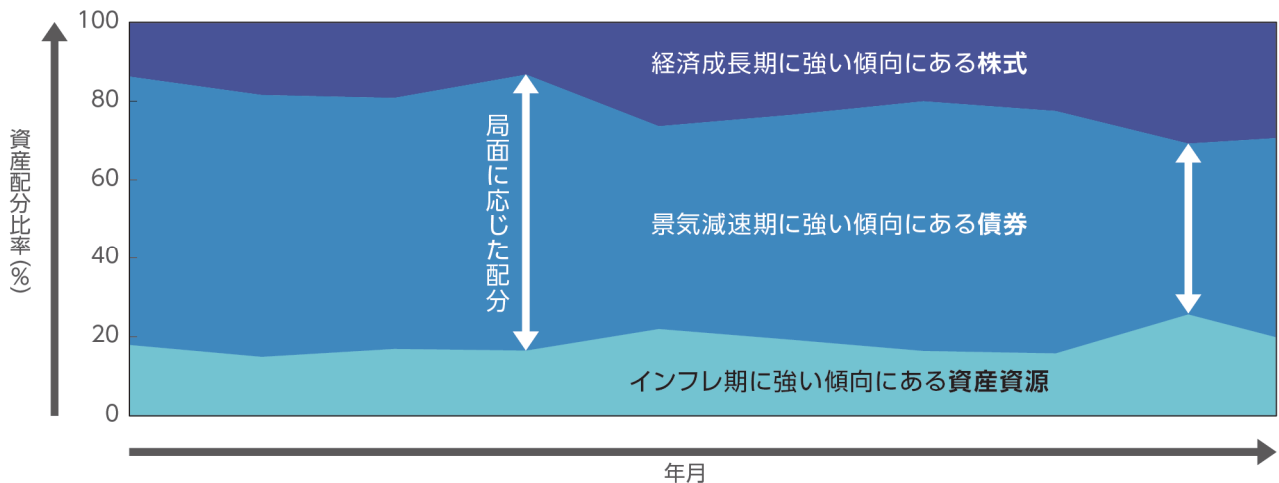 資産配分比率(%)
100
80
60
40
20
0
経済成長期に強い傾向にある株式
局面に応じた配分
景気減速期に強い傾向にある債券
インフレ期に強い傾向にある資産資源
年月